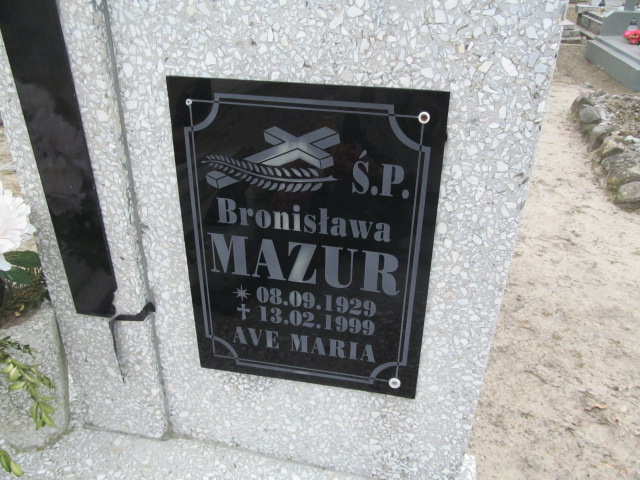 Ś.P.
Bronisława
MAZUR
* 08.09.1929
✝ 13.02.1999
AVE MARIA